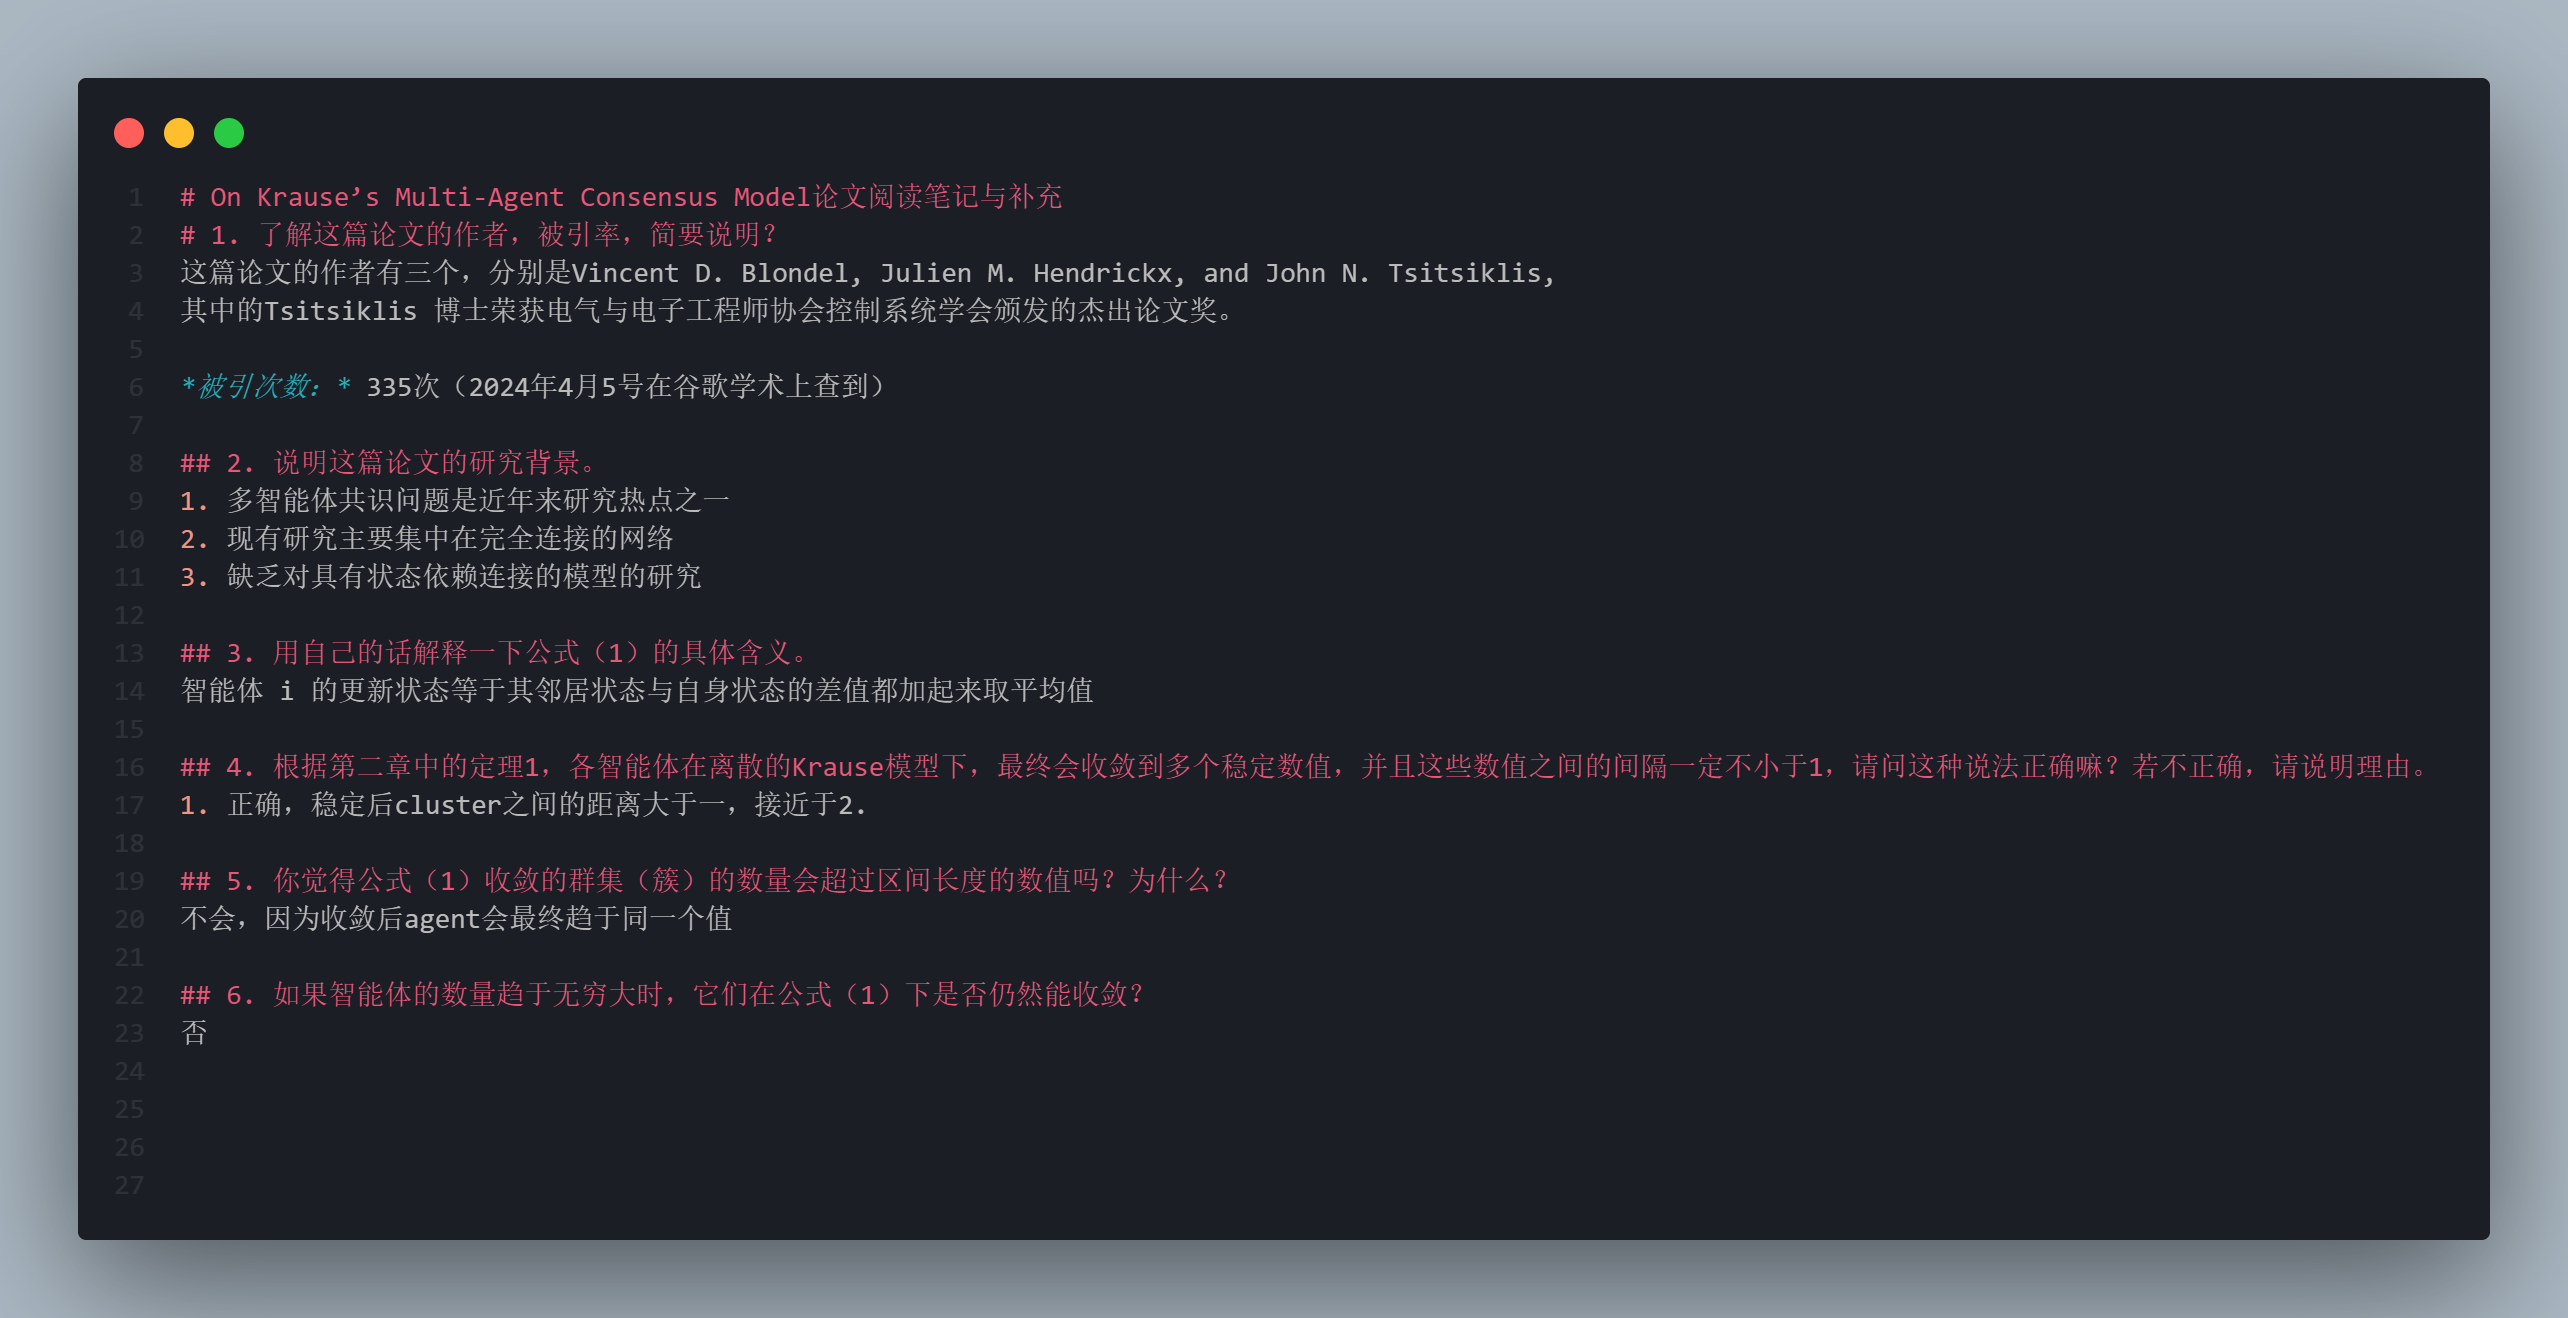 1 # On Krause’s Multi-Agent Consensus Model论文阅读笔记与补充
2 # 1. 了解这篇论文的作者，被引率，简要说明？
3 这篇论文的作者有三个，分别是Vincent D. Blondel, Julien M. Hendrickx, and John N. Tsitsiklis,
4 其中的Tsitsiklis 博士荣获电气与电子工程师协会控制系统学会颁发的杰出论文奖。
5
6 *被引次数：* 335次（2024年4月5号在谷歌学术上查到）
7
8 ## 2. 说明这篇论文的研究背景。
9 1. 多智能体共识问题是近年来研究热点之一
10 2. 现有研究主要集中在完全连接的网络
11 3. 缺乏对具有状态依赖连接的模型的研究
12
13 ## 3. 用自己的话解释一下公式（1）的具体含义。
14 智能体 i 的更新状态等于其邻居状态与自身状态的差值都加起来取平均值
15
16 ## 4. 根据第二章中的定理1，各智能体在离散的Krause模型下，最终会收敛到多个稳定数值，并且这些数值之间的间隔一定不小于1，请问这种说法正确嘛？若不正确，请说明理由。
17 1. 正确，稳定后cluster之间的距离大于一，接近于2.
18
19 ## 5. 你觉得公式（1）收敛的群集（簇）的数量会超过区间长度的数值吗？为什么？
20 不会，因为收敛后agent会最终趋于同一个值
21
22 ## 6. 如果智能体的数量趋于无穷大时，它们在公式（1）下是否仍然能收敛？
23 否
24
25
26
27